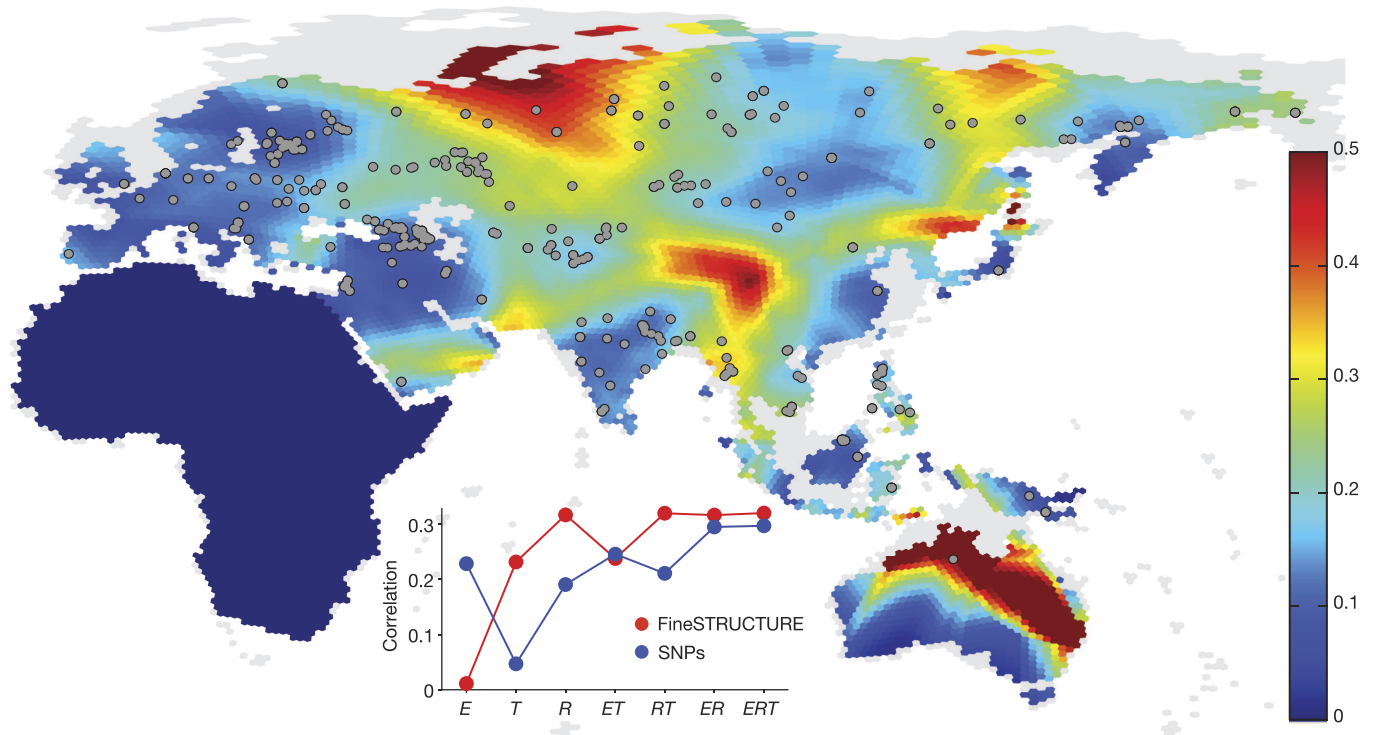 0.5
0.4
0.3
0.2
0.1
0
Correlation
0.3
0.2
0.1
0
FineSTRUCTURE
SNPs
E T R ET RT ER ERT